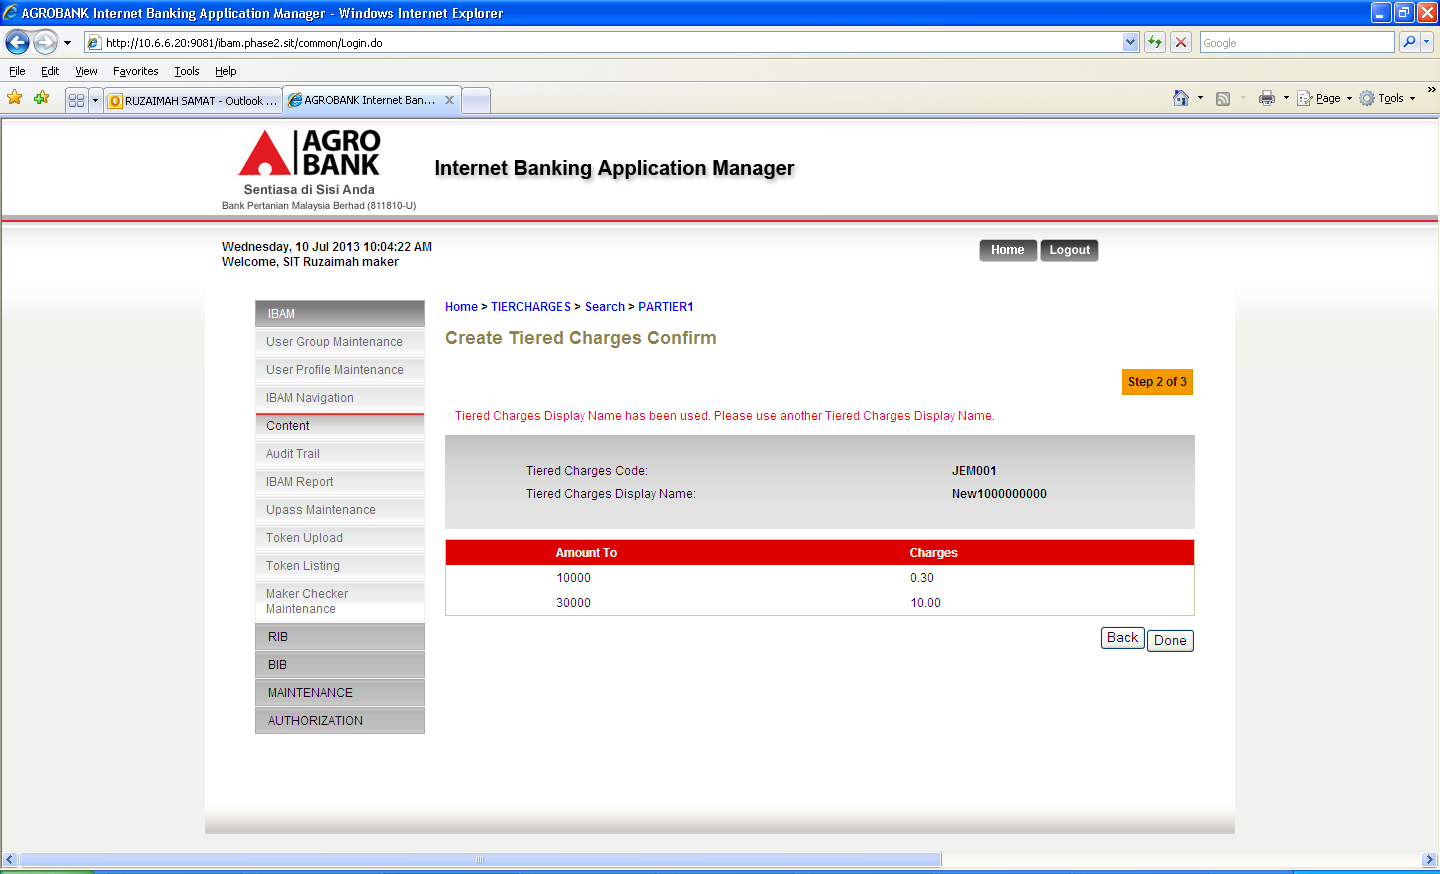 AGROBANK Internet Banking Application Manager - Windows Internet Explorer
http://10.6.6.20:9081/ibam.phase2.sit/common/Login.do
Google
File Edit View Favorites Tools Help
RUZAIMAH SAMAT - Outlook ...
AGROBANK Internet Ban...
Page
Tools
AGRO
BANK
Sentiasa di Sisi Anda
Bank Pertanian Malaysia Berhad (811810-U)
Internet Banking Application Manager
Wednesday, 10 Jul 2013 10:04:22 AM
Welcome, SIT Ruzaimah maker
Home Logout
IBAM
User Group Maintenance
User Profile Maintenance
IBAM Navigation
Content
Audit Trail
IBAM Report
Upass Maintenance
Token Upload
Token Listing
Maker Checker
Maintenance
RIB
BIB
MAINTENANCE
AUTHORIZATION
Home > TIERCHARGES > Search > PARTIER1
Create Tiered Charges Confirm
Step 2 of 3
Tiered Charges Display Name has been used. Please use another Tiered Charges Display Name.
Tiered Charges Code: JEM001
Tiered Charges Display Name: New1000000000
Amount To Charges
10000 0.30
30000 10.00
Back Done